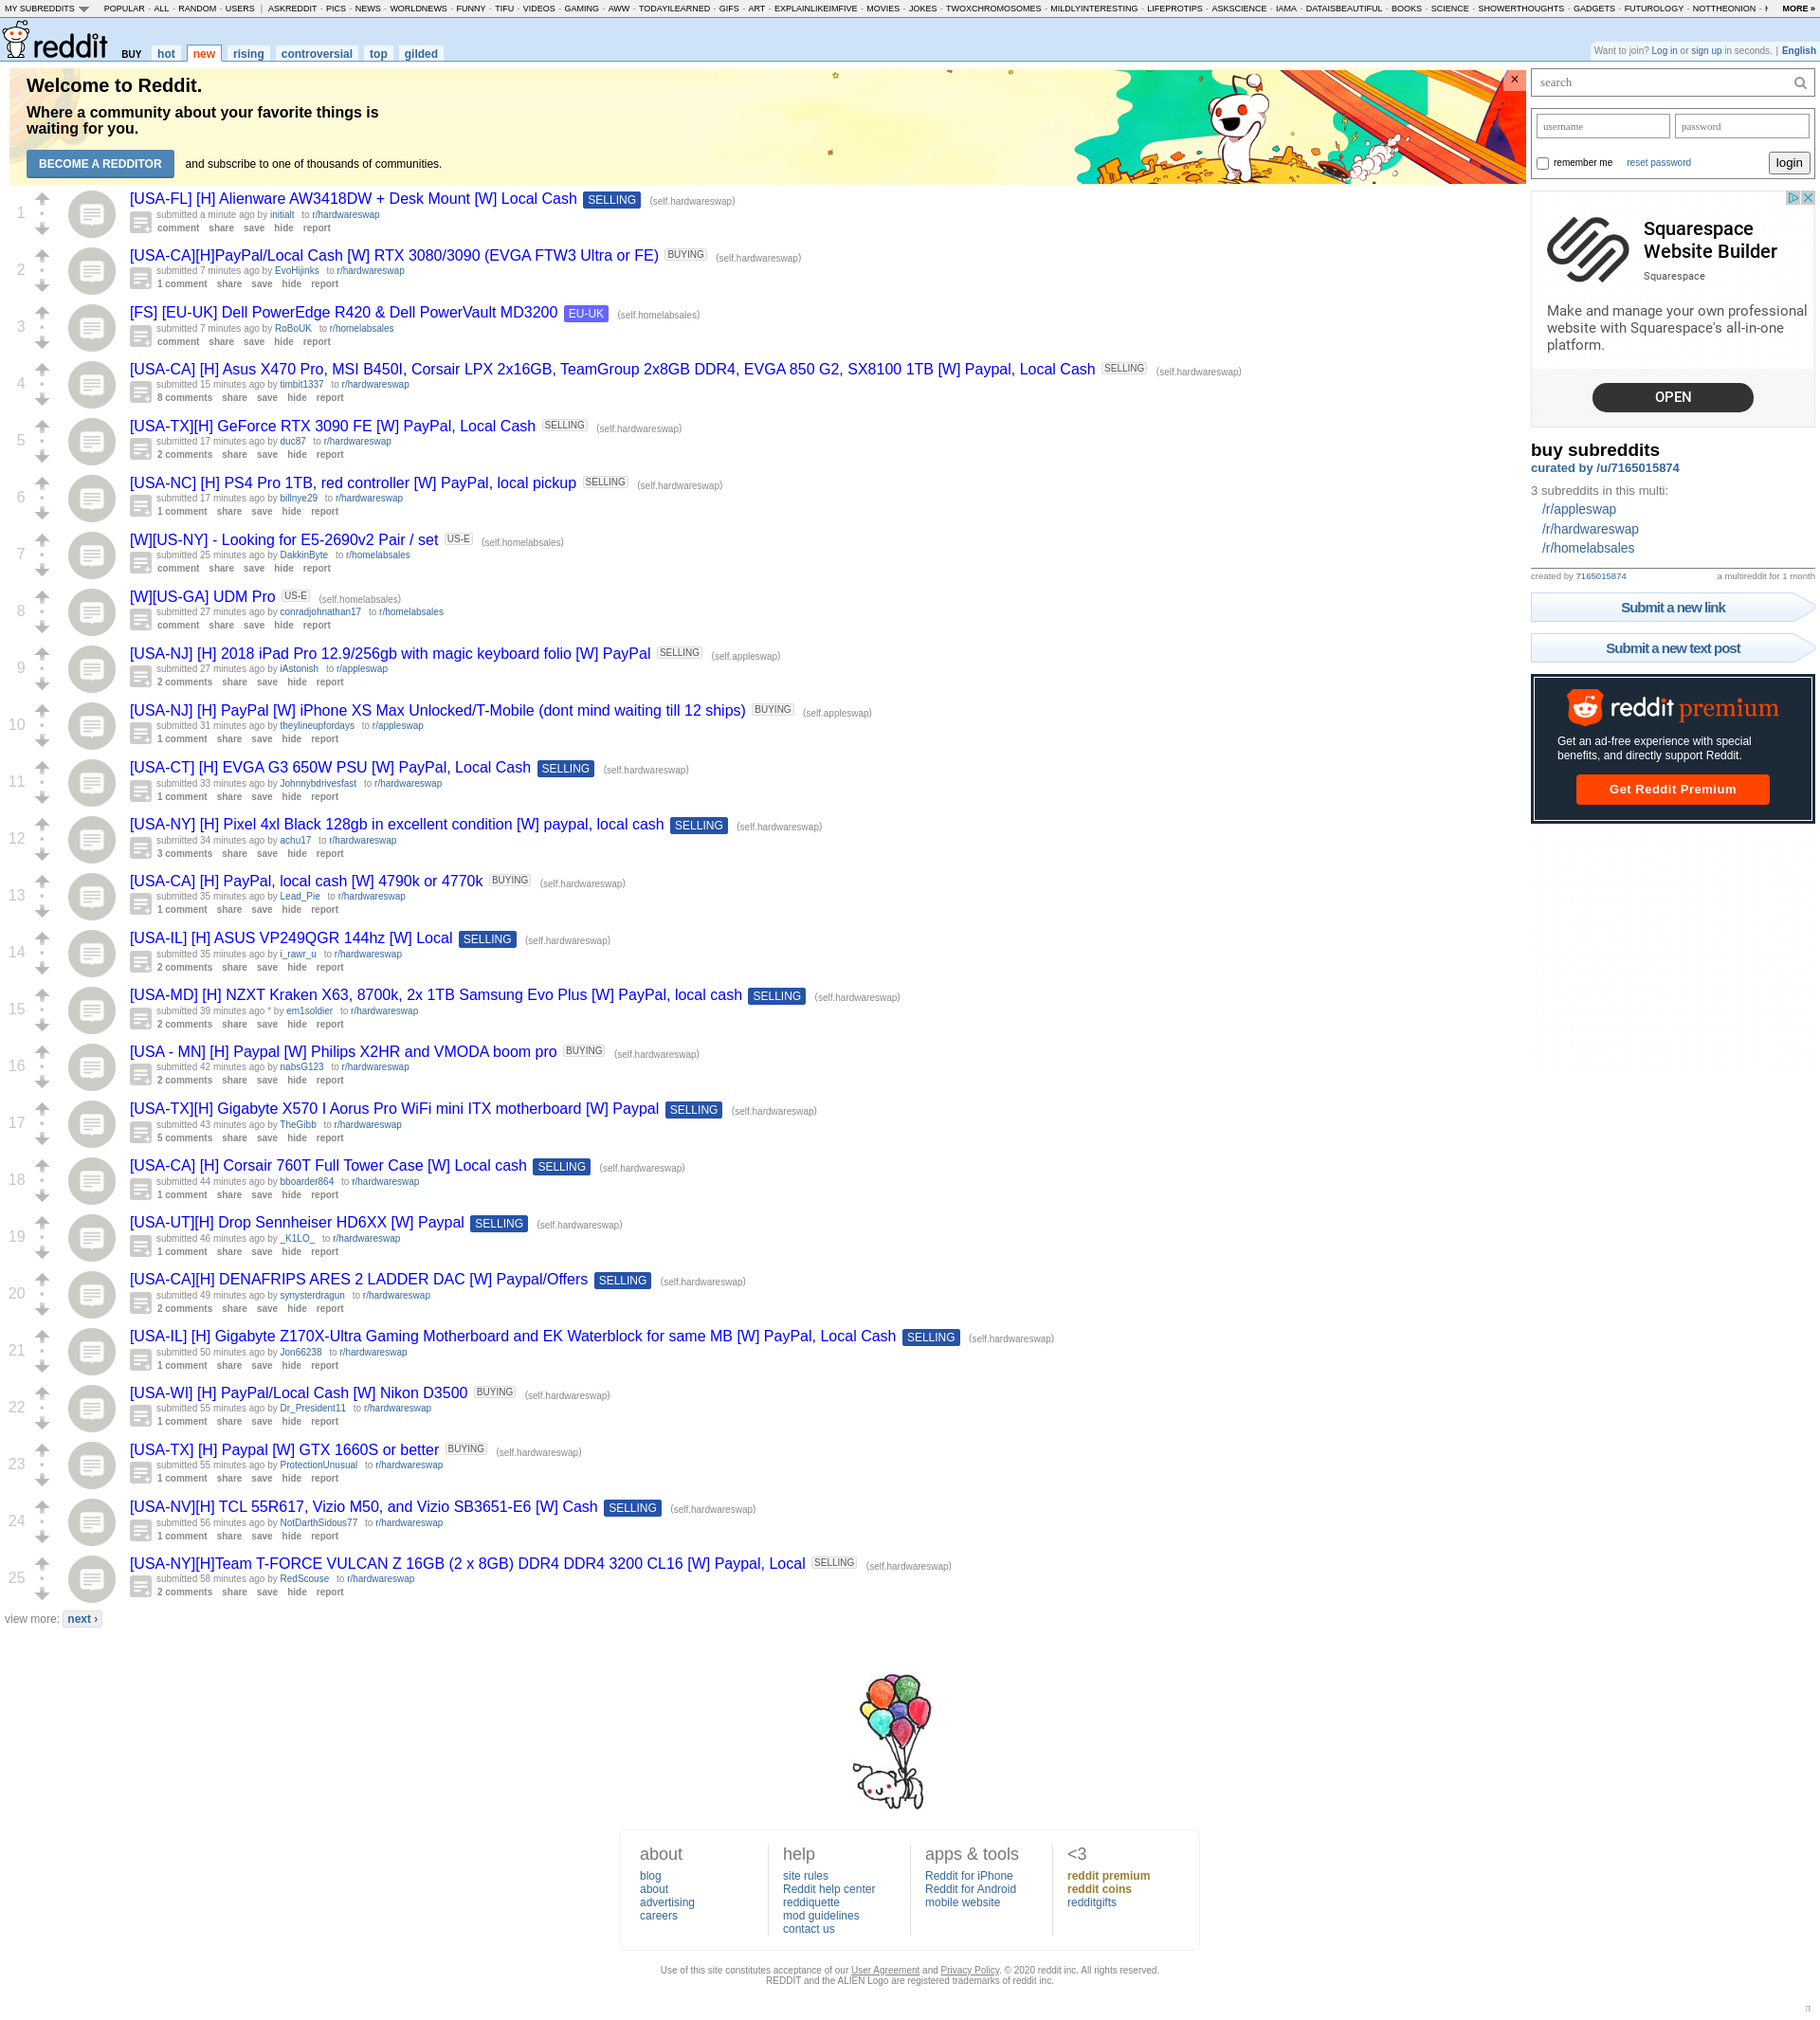 MY SUBREDDITS POPULAR - ALL - RANDOM - USERS | ASKREDDIT - PICS - NEWS - WORLDNEWS - FUNNY - TIFU - VIDEOS - GAMING - AWW - TODAYILEARNED - GIFS - ART - EXPLAINLIKEIMFIVE - MOVIES - JOKES - TWOXCHROMOSOMES - MILDLYINTERESTING - LIFEPROTIPS - ASKSCIENCE - IAMA - DATAISBEAUTIFUL - BOOKS - SCIENCE - SHOWERTHOUGHTS - GADGETS - FUTUROLOGY - NOTTHEONION - MORE »
reddit BUY hot new rising controversial top gilded
Want to join? Log in or sign up in seconds. | English
Welcome to Reddit.
Where a community about your favorite things is
waiting for you.
BECOME A REDDITOR and subscribe to one of thousands of communities.
×
1
[USA-FL] [H] Alienware AW3418DW + Desk Mount [W] Local Cash SELLING (self.hardwareswap)
submitted a minute ago by initialt to r/hardwareswap
comment share save hide report
2
[USA-CA][H]PayPal/Local Cash [W] RTX 3080/3090 (EVGA FTW3 Ultra or FE) BUYING (self.hardwareswap)
submitted 7 minutes ago by EvoHijinks to r/hardwareswap
1 comment share save hide report
3
[FS] [EU-UK] Dell PowerEdge R420 & Dell PowerVault MD3200 EU-UK (self.homelabsales)
submitted 7 minutes ago by RoBoUK to r/homelabsales
comment share save hide report
4
[USA-CA] [H] Asus X470 Pro, MSI B450I, Corsair LPX 2x16GB, TeamGroup 2x8GB DDR4, EVGA 850 G2, SX8100 1TB [W] Paypal, Local Cash SELLING (self.hardwareswap)
submitted 15 minutes ago by timbit1337 to r/hardwareswap
8 comments share save hide report
5
[USA-TX][H] GeForce RTX 3090 FE [W] PayPal, Local Cash SELLING (self.hardwareswap)
submitted 17 minutes ago by duc87 to r/hardwareswap
2 comments share save hide report
6
[USA-NC] [H] PS4 Pro 1TB, red controller [W] PayPal, local pickup SELLING (self.hardwareswap)
submitted 17 minutes ago by billnye29 to r/hardwareswap
1 comment share save hide report
7
[W][US-NY] - Looking for E5-2690v2 Pair / set US-E (self.homelabsales)
submitted 25 minutes ago by DakkinByte to r/homelabsales
comment share save hide report
8
[W][US-GA] UDM Pro US-E (self.homelabsales)
submitted 27 minutes ago by conradjohnathan17 to r/homelabsales
comment share save hide report
9
[USA-NJ] [H] 2018 iPad Pro 12.9/256gb with magic keyboard folio [W] PayPal SELLING (self.appleswap)
submitted 27 minutes ago by iAstonish to r/appleswap
2 comments share save hide report
10
[USA-NJ] [H] PayPal [W] iPhone XS Max Unlocked/T-Mobile (dont mind waiting till 12 ships) BUYING (self.appleswap)
submitted 31 minutes ago by theylineupfordays to r/appleswap
1 comment share save hide report
11
[USA-CT] [H] EVGA G3 650W PSU [W] PayPal, Local Cash SELLING (self.hardwareswap)
submitted 33 minutes ago by Johnnybdrivesfast to r/hardwareswap
1 comment share save hide report
12
[USA-NY] [H] Pixel 4xl Black 128gb in excellent condition [W] paypal, local cash SELLING (self.hardwareswap)
submitted 34 minutes ago by achu17 to r/hardwareswap
3 comments share save hide report
13
[USA-CA] [H] PayPal, local cash [W] 4790k or 4770k BUYING (self.hardwareswap)
submitted 35 minutes ago by Lead_Pie to r/hardwareswap
1 comment share save hide report
14
[USA-IL] [H] ASUS VP249QGR 144hz [W] Local SELLING (self.hardwareswap)
submitted 35 minutes ago by i_rawr_u to r/hardwareswap
2 comments share save hide report
15
[USA-MD] [H] NZXT Kraken X63, 8700k, 2x 1TB Samsung Evo Plus [W] PayPal, local cash SELLING (self.hardwareswap)
submitted 39 minutes ago * by em1soldier to r/hardwareswap
2 comments share save hide report
16
[USA - MN] [H] Paypal [W] Philips X2HR and VMODA boom pro BUYING (self.hardwareswap)
submitted 42 minutes ago by nabsG123 to r/hardwareswap
2 comments share save hide report
17
[USA-TX][H] Gigabyte X570 I Aorus Pro WiFi mini ITX motherboard [W] Paypal SELLING (self.hardwareswap)
submitted 43 minutes ago by TheGibb to r/hardwareswap
5 comments share save hide report
18
[USA-CA] [H] Corsair 760T Full Tower Case [W] Local cash SELLING (self.hardwareswap)
submitted 44 minutes ago by bboarder864 to r/hardwareswap
1 comment share save hide report
19
[USA-UT][H] Drop Sennheiser HD6XX [W] Paypal SELLING (self.hardwareswap)
submitted 46 minutes ago by _K1LO_ to r/hardwareswap
1 comment share save hide report
20
[USA-CA][H] DENAFRIPS ARES 2 LADDER DAC [W] Paypal/Offers SELLING (self.hardwareswap)
submitted 49 minutes ago by synysterdragun to r/hardwareswap
2 comments share save hide report
21
[USA-IL] [H] Gigabyte Z170X-Ultra Gaming Motherboard and EK Waterblock for same MB [W] PayPal, Local Cash SELLING (self.hardwareswap)
submitted 50 minutes ago by Jon66238 to r/hardwareswap
1 comment share save hide report
22
[USA-WI] [H] PayPal/Local Cash [W] Nikon D3500 BUYING (self.hardwareswap)
submitted 55 minutes ago by Dr_President11 to r/hardwareswap
1 comment share save hide report
23
[USA-TX] [H] Paypal [W] GTX 1660S or better BUYING (self.hardwareswap)
submitted 55 minutes ago by ProtectionUnusual to r/hardwareswap
1 comment share save hide report
24
[USA-NV][H] TCL 55R617, Vizio M50, and Vizio SB3651-E6 [W] Cash SELLING (self.hardwareswap)
submitted 56 minutes ago by NotDarthSidous77 to r/hardwareswap
1 comment share save hide report
25
[USA-NY][H]Team T-FORCE VULCAN Z 16GB (2 x 8GB) DDR4 DDR4 3200 CL16 [W] Paypal, Local SELLING (self.hardwareswap)
submitted 58 minutes ago by RedScouse to r/hardwareswap
2 comments share save hide report
view more: next ›
search
username password
remember me reset password login
Squarespace
Website Builder
Squarespace
Make and manage your own professional
website with Squarespace's all-in-one
platform.
OPEN
buy subreddits
curated by /u/7165015874
3 subreddits in this multi:
/r/appleswap
/r/hardwareswap
/r/homelabsales
created by 7165015874 a multireddit for 1 month
Submit a new link
Submit a new text post
reddit premium
Get an ad-free experience with special
benefits, and directly support Reddit.
Get Reddit Premium
about
blog
about
advertising
careers
help
site rules
Reddit help center
reddiquette
mod guidelines
contact us
apps & tools
Reddit for iPhone
Reddit for Android
mobile website
<3
reddit premium
reddit coins
redditgifts
Use of this site constitutes acceptance of our User Agreement and Privacy Policy. © 2020 reddit inc. All rights reserved.
REDDIT and the ALIEN Logo are registered trademarks of reddit inc.
π